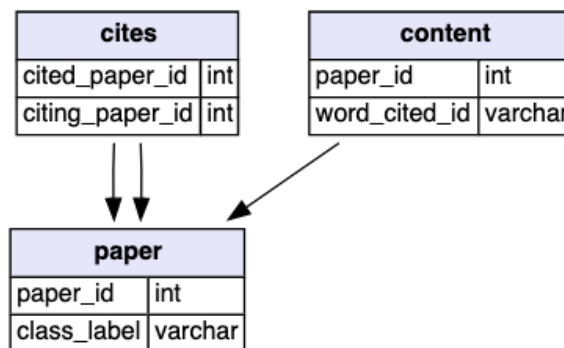 cites
cited_paper_id int
citing_paper_id int
content
paper_id int
word_cited_id varchar
paper
paper_id int
class_label varchar